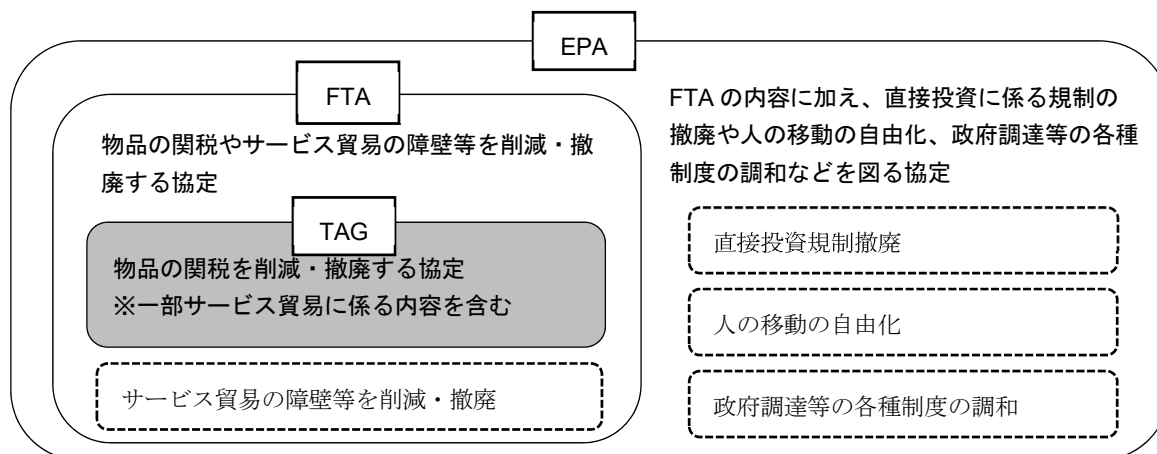 EPA
FTA
物品の関税やサービス貿易の障壁等を削減・撤
廃する協定
TAG
物品の関税を削減・撤廃する協定
※一部サービス貿易に係る内容を含む
サービス貿易の障壁等を削減・撤廃
FTA の内容に加え、直接投資に係る規制の
撤廃や人の移動の自由化、政府調達等の各種
制度の調和などを図る協定
直接投資規制撤廃
人の移動の自由化
政府調達等の各種制度の調和